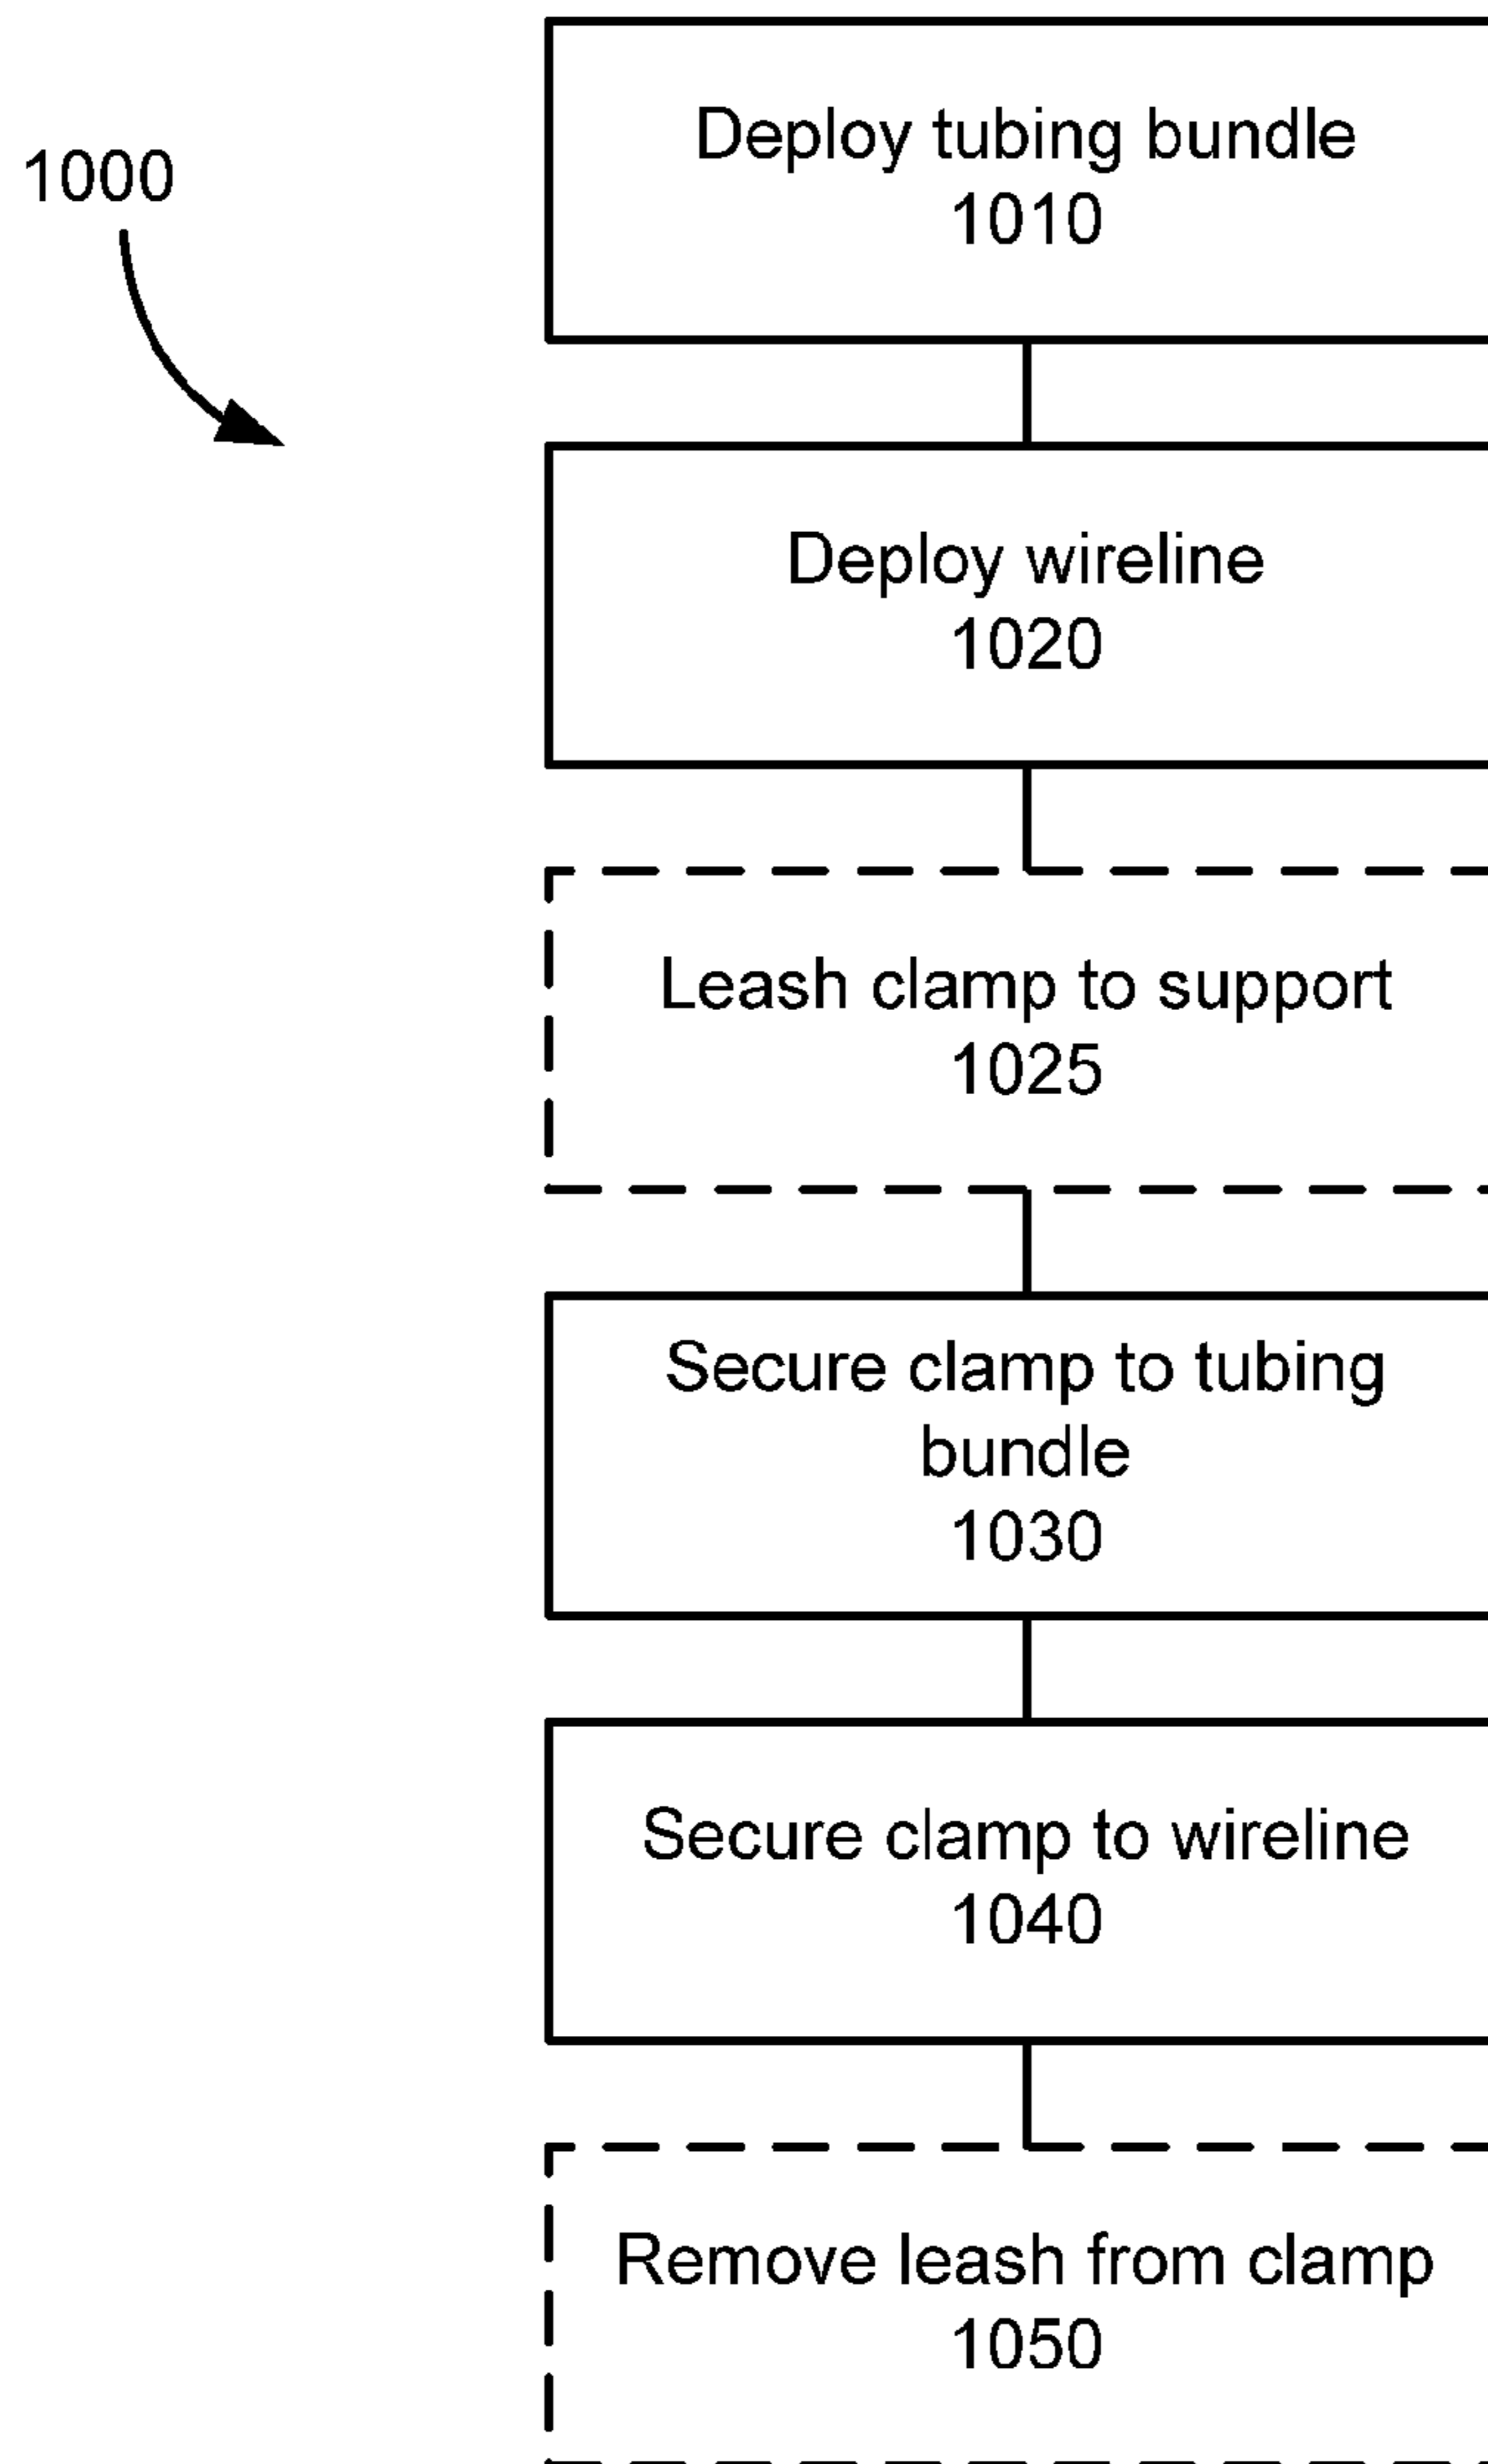 1000
Deploy tubing bundle
1010
Deploy wireline
1020
Leash clamp to support
1025
Secure clamp to tubing
bundle
1030
Secure clamp to wireline
1040
Remove leash from clamp
1050